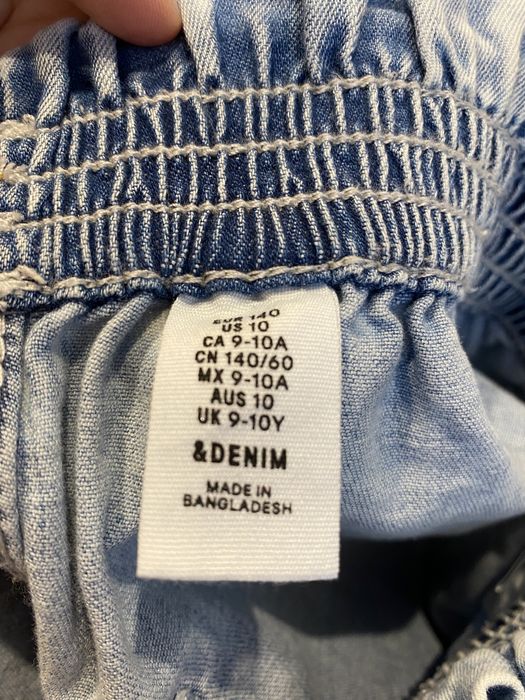 EUR 140
US 10
CA 9-10A
CN 140/60
MX 9-10A
AUS 10
UK 9-10Y
&DENIM
MADE IN
BANGLADESH